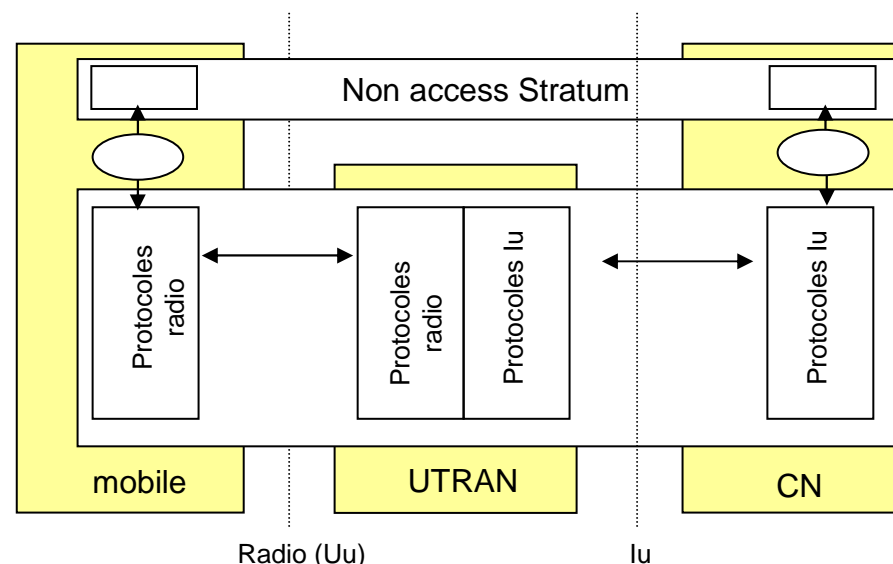 Non access Stratum
Protocoles
radio
Protocoles
radio
Protocoles Iu
Protocoles Iu
mobile
UTRAN
CN
Radio (Uu)
Iu